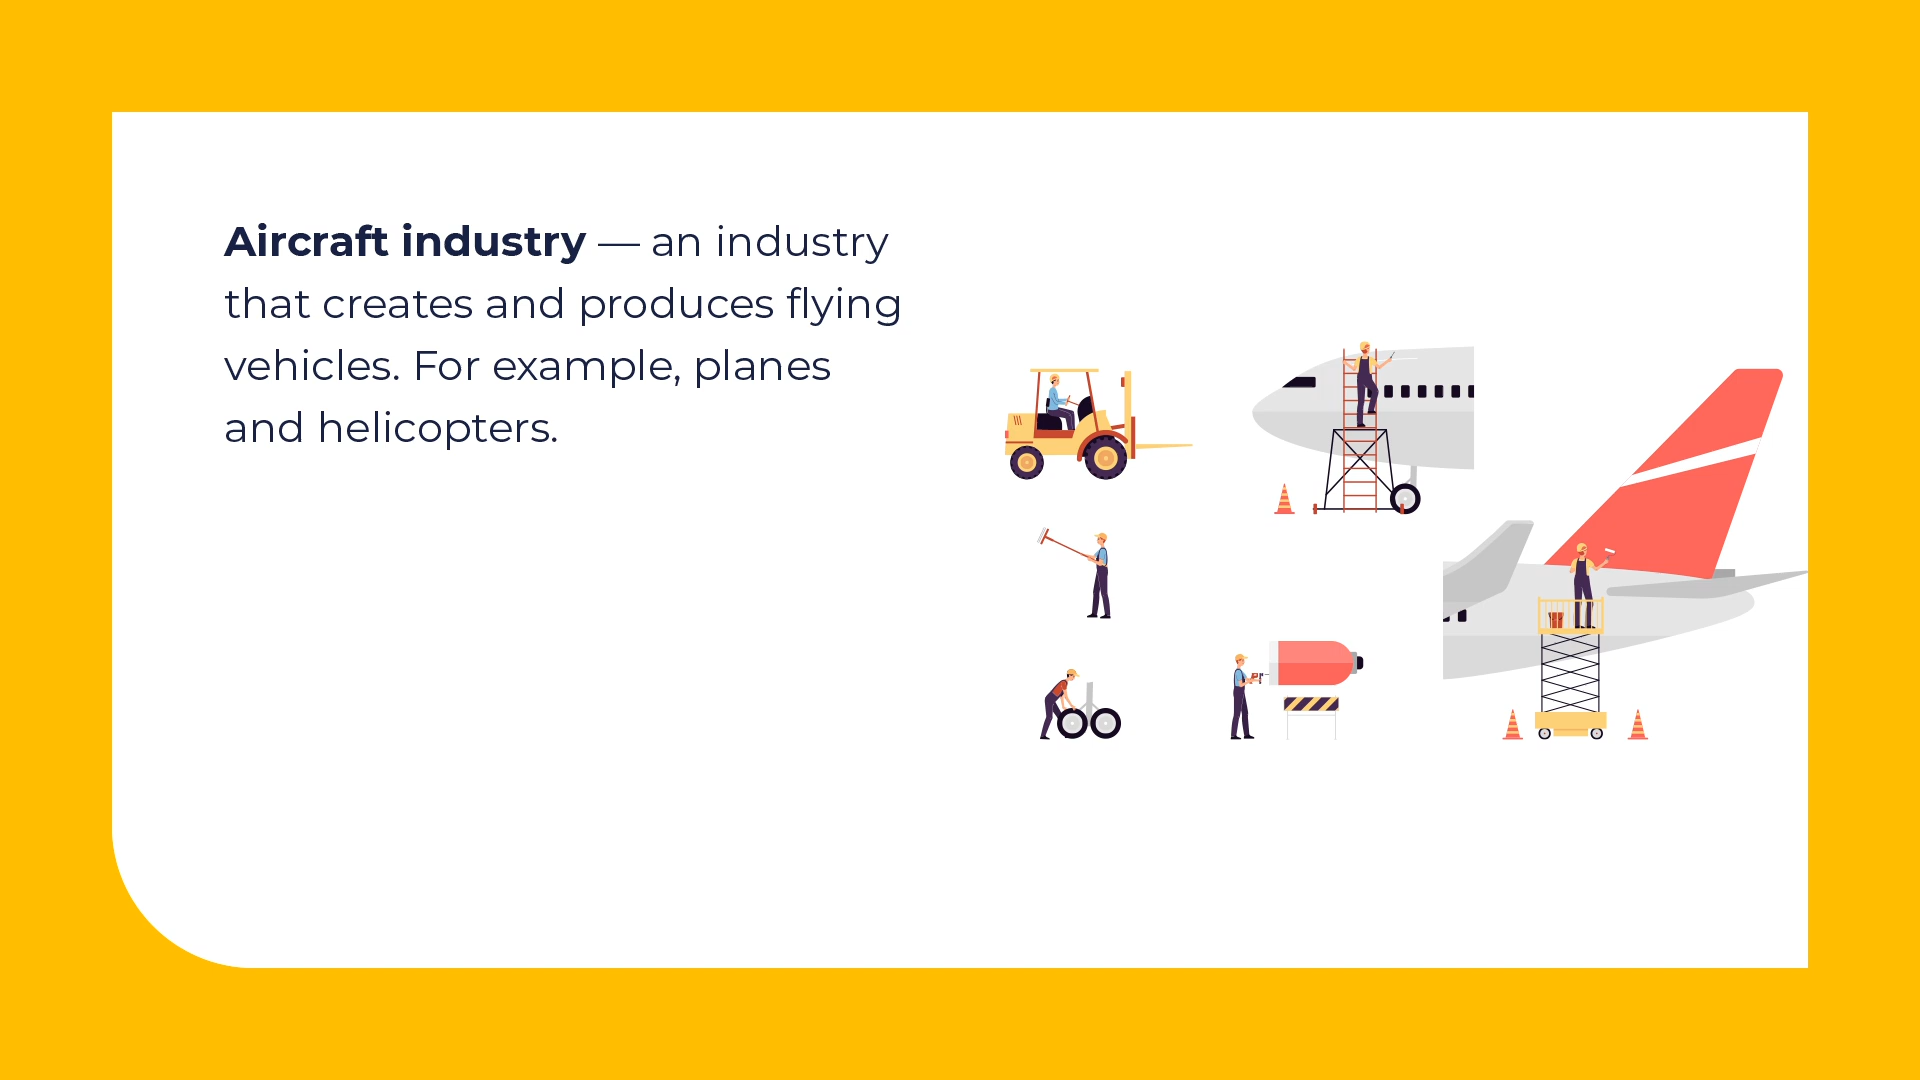 Aircraft industry — an industry
that creates and produces flying
vehicles. For example, planes
and helicopters.